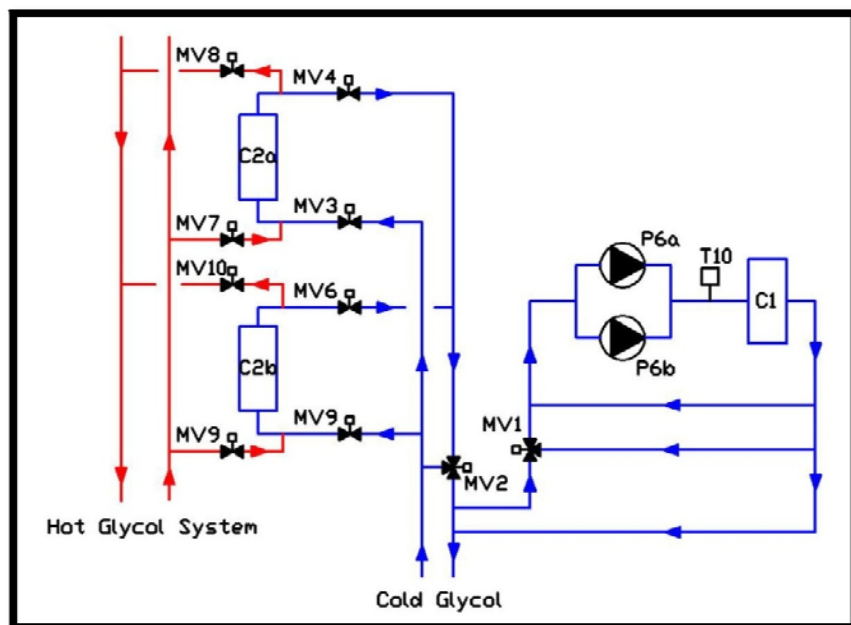 MV8
MV4
C2a
MV3
MV7
MV10
MV6
C2b
MV9
MV9
P6a
T10
C1
P6b
MV1
MV2
Hot Glycol System
Cold Glycol